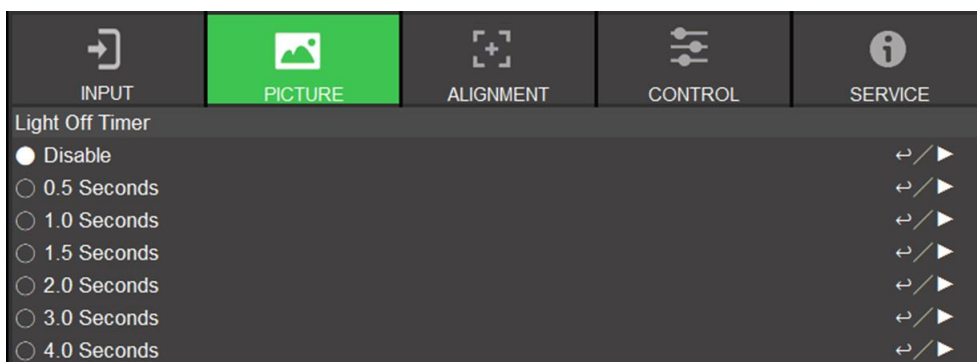 INPUT PICTURE ALIGNMENT CONTROL SERVICE
Light Off Timer
Disable
0.5 Seconds
1.0 Seconds
1.5 Seconds
2.0 Seconds
3.0 Seconds
4.0 Seconds